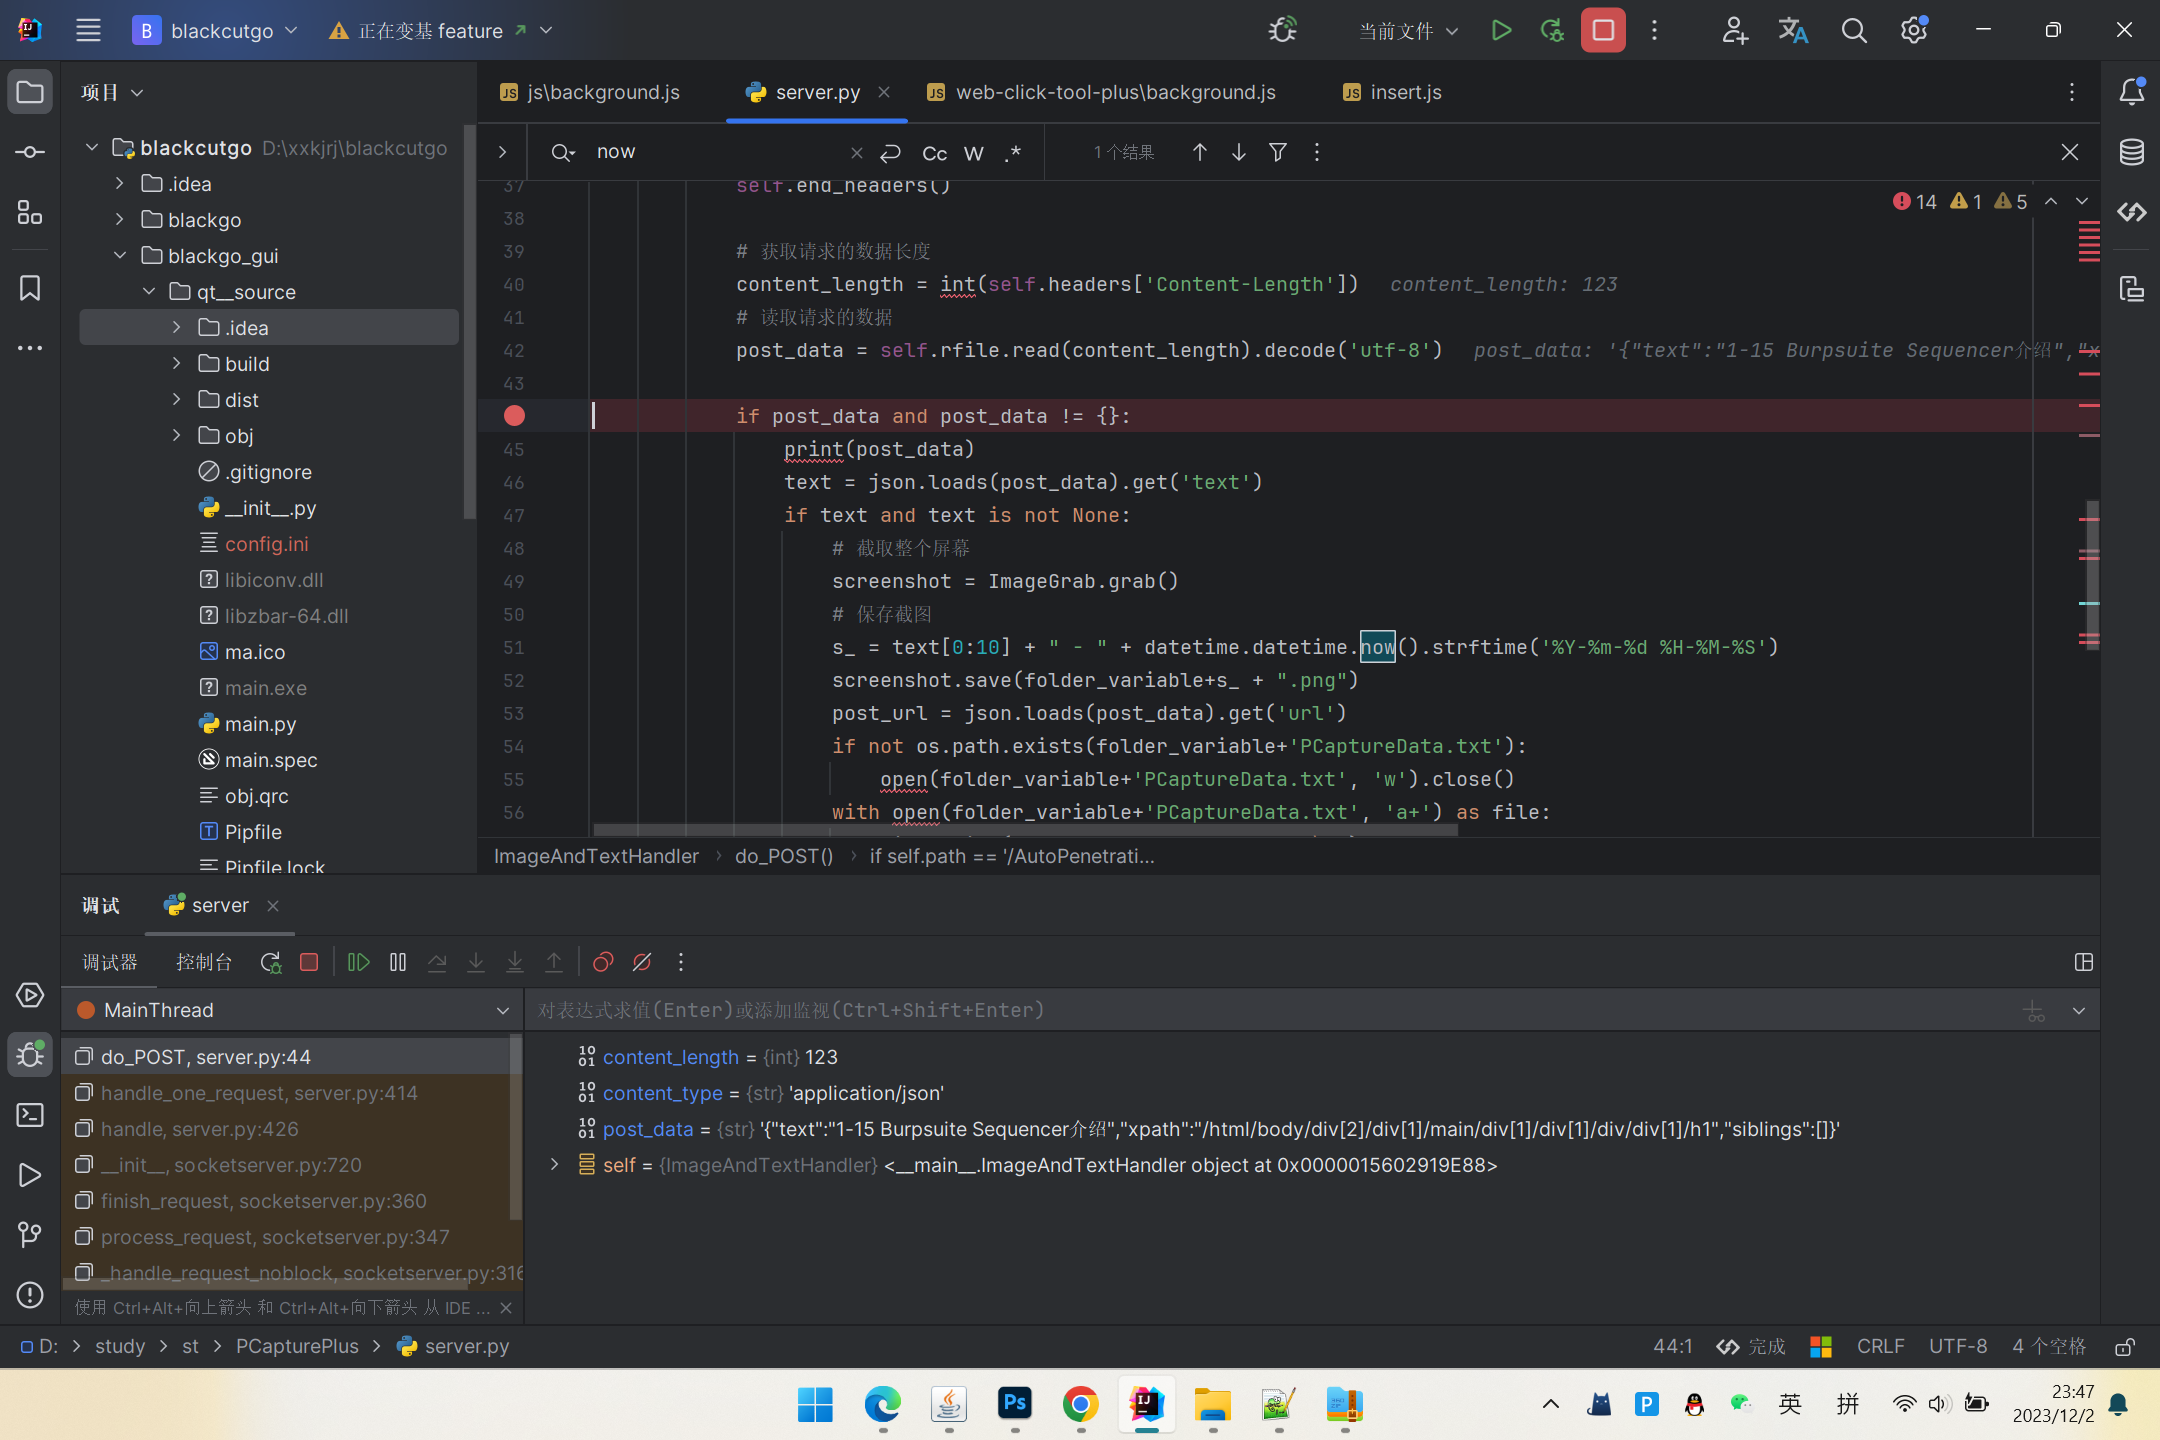 B blackcutgo 正在变基 feature 当前文件
项目
js\background.js server.py web-click-tool-plus\background.js insert.js
now Cc W .* 1 个结果
blackcutgo D:\xxkjrj\blackcutgo
.idea
blackgo
blackgo_gui
qt__source
.idea
build
dist
obj
.gitignore
__init__.py
config.ini
libiconv.dll
libzbar-64.dll
ma.ico
main.exe
main.py
main.spec
obj.qrc
Pipfile
Pipfile.lock
14 1 5
37 self.end_headers()
38
39 # 获取请求的数据长度
40 content_length = int(self.headers['Content-Length']) content_length: 123
41 # 读取请求的数据
42 post_data = self.rfile.read(content_length).decode('utf-8') post_data: '{"text":"1-15 Burpsuite Sequencer介绍","x
43
if post_data and post_data != {}:
45 print(post_data)
46 text = json.loads(post_data).get('text')
47 if text and text is not None:
48 # 截取整个屏幕
49 screenshot = ImageGrab.grab()
50 # 保存截图
51 s_ = text[0:10] + " - " + datetime.datetime.now().strftime('%Y-%m-%d %H-%M-%S')
52 screenshot.save(folder_variable+s_ + ".png")
53 post_url = json.loads(post_data).get('url')
54 if not os.path.exists(folder_variable+'PCaptureData.txt'):
55 open(folder_variable+'PCaptureData.txt', 'w').close()
56 with open(folder_variable+'PCaptureData.txt', 'a+') as file:
ImageAndTextHandler do_POST() if self.path == '/AutoPenetrati...
调试 server
调试器 控制台
MainThread
对表达式求值(Enter)或添加监视(Ctrl+Shift+Enter)
do_POST, server.py:44
handle_one_request, server.py:414
handle, server.py:426
__init__, socketserver.py:720
finish_request, socketserver.py:360
process_request, socketserver.py:347
_handle_request_noblock, socketserver.py:316
使用 Ctrl+Alt+向上箭头 和 Ctrl+Alt+向下箭头 从 IDE ...
content_length = {int} 123
content_type = {str} 'application/json'
post_data = {str} '{"text":"1-15 Burpsuite Sequencer介绍","xpath":"/html/body/div[2]/div[1]/main/div[1]/div[1]/div/div[1]/h1","siblings":[]}'
self = {ImageAndTextHandler} <__main__.ImageAndTextHandler object at 0x0000015602919E88>
D: study st PCapturePlus server.py
44:1 完成 CRLF UTF-8 4 个空格
Ps
P 英 拼
23:47
2023/12/2